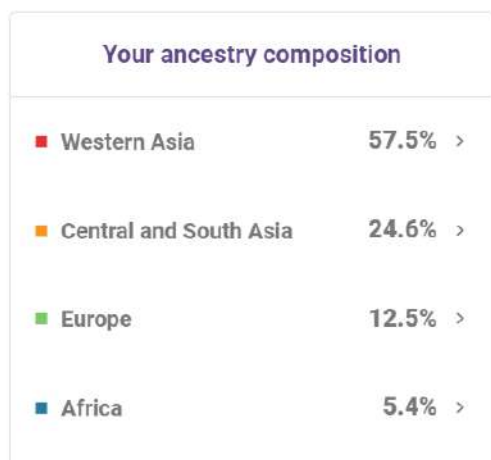 Your ancestry composition
Western Asia 57.5% >
Central and South Asia 24.6% >
Europe 12.5% >
Africa 5.4% >